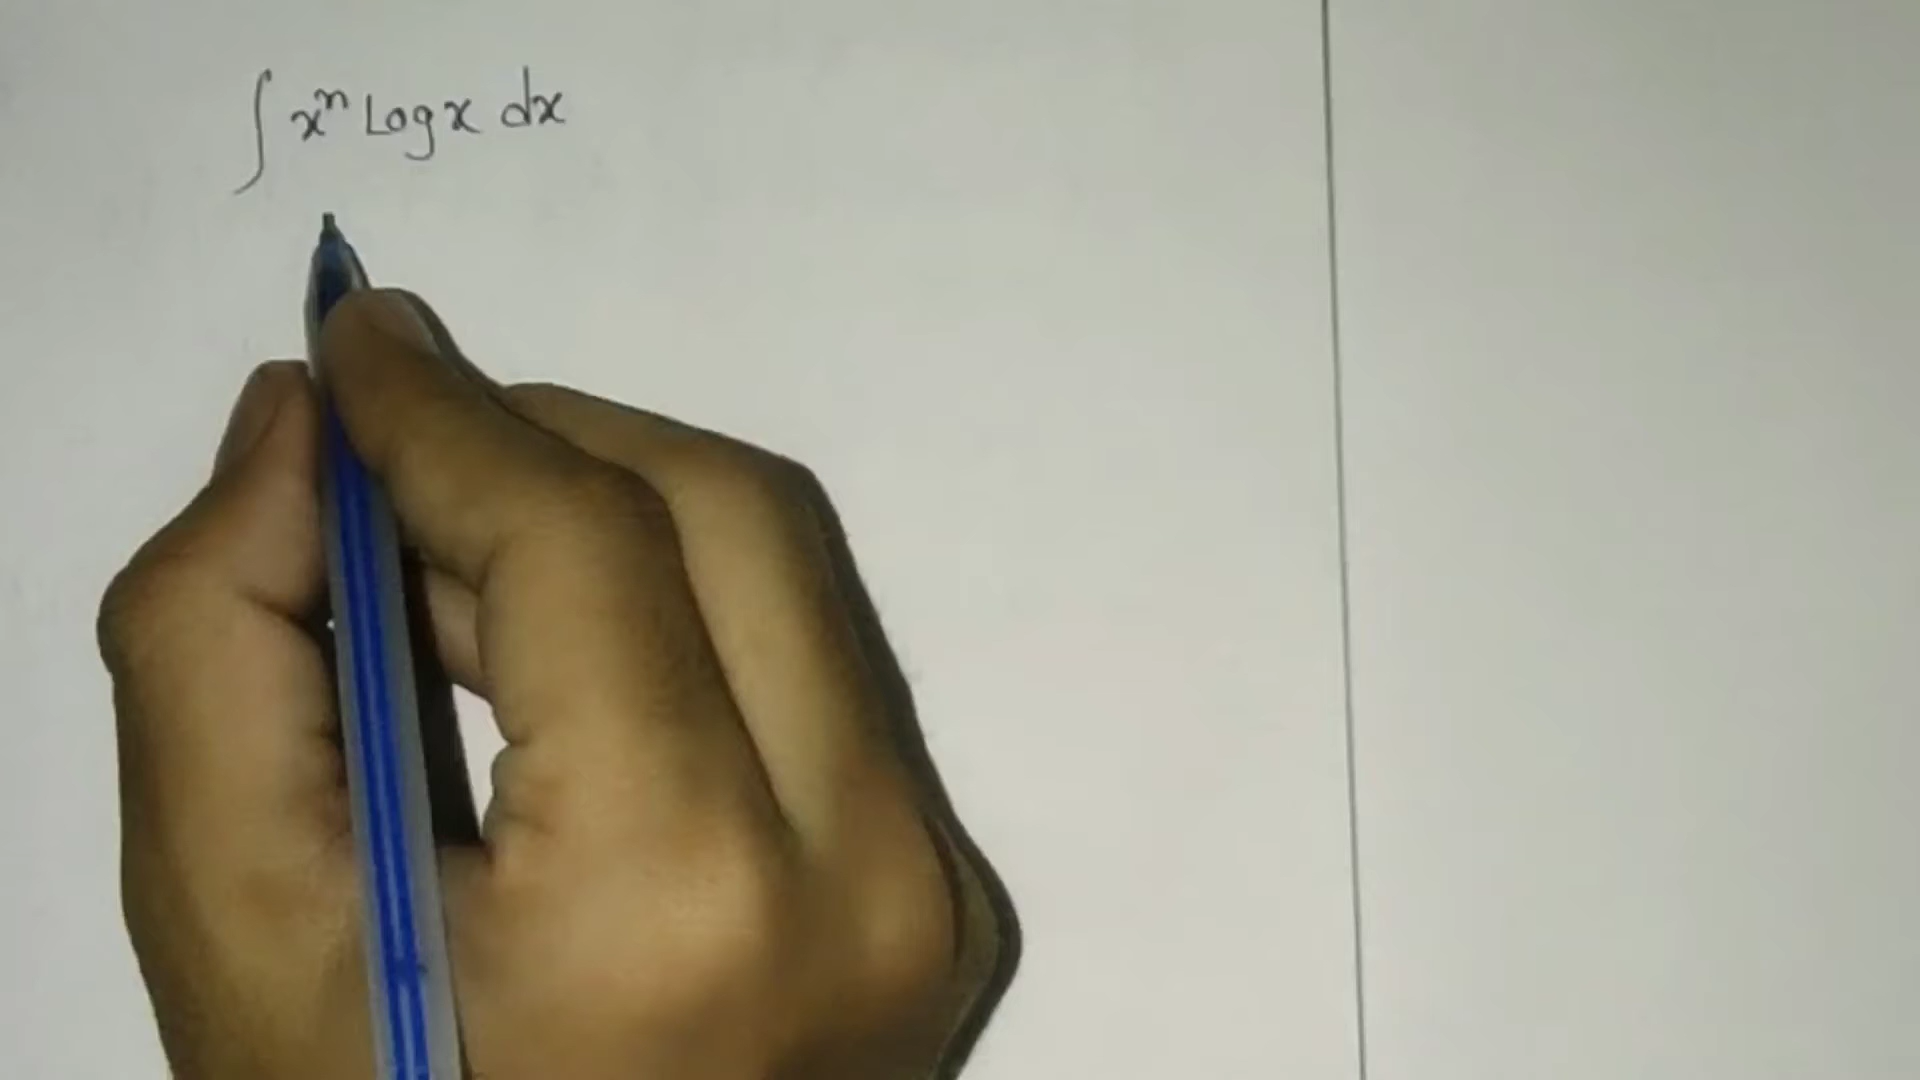 ∫ xⁿ Log x dx